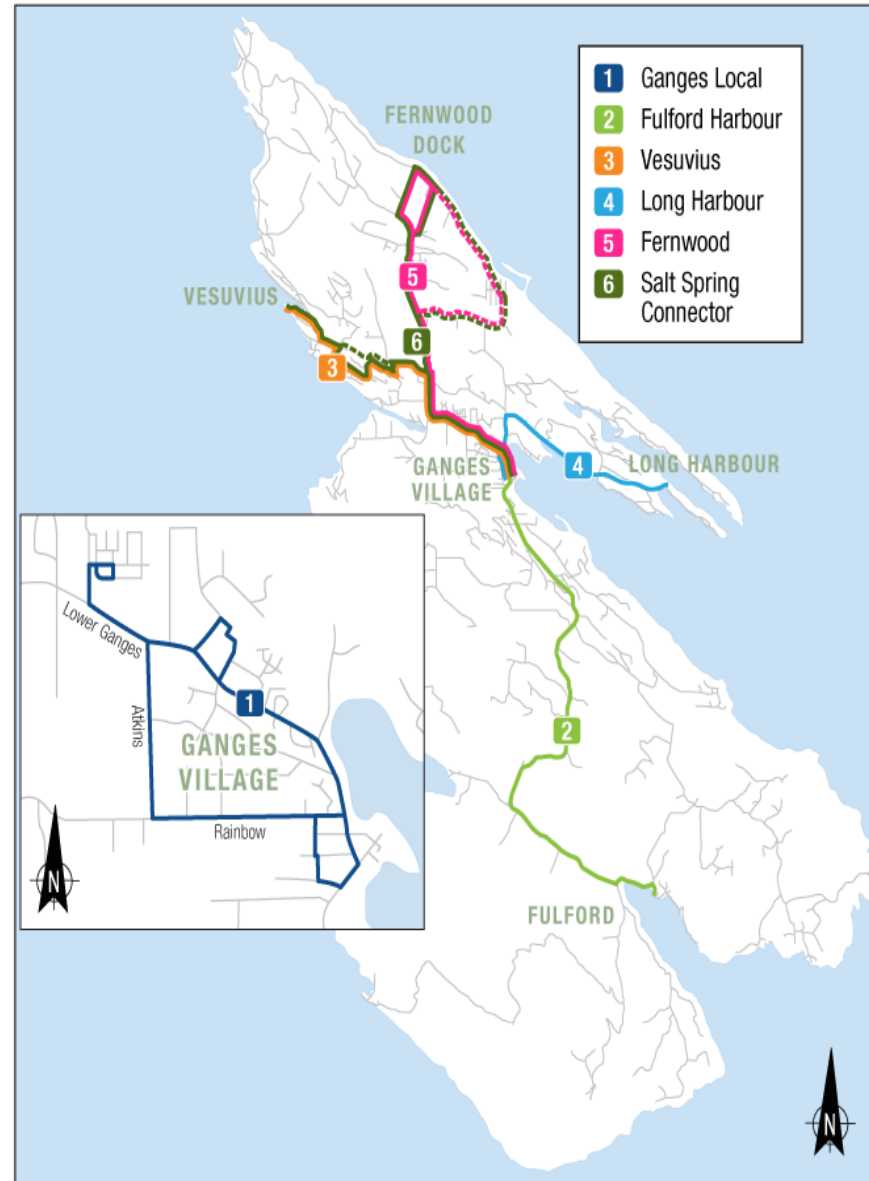 1 Ganges Local
2 Fulford Harbour
3 Vesuvius
4 Long Harbour
5 Fernwood
6 Salt Spring
Connector
FERNWOOD
DOCK
5
VESUVIUS
6
3
GANGES
VILLAGE
4
LONG HARBOUR
Lower Ganges
1
Atkins
GANGES
VILLAGE
Rainbow
N
2
FULFORD
N